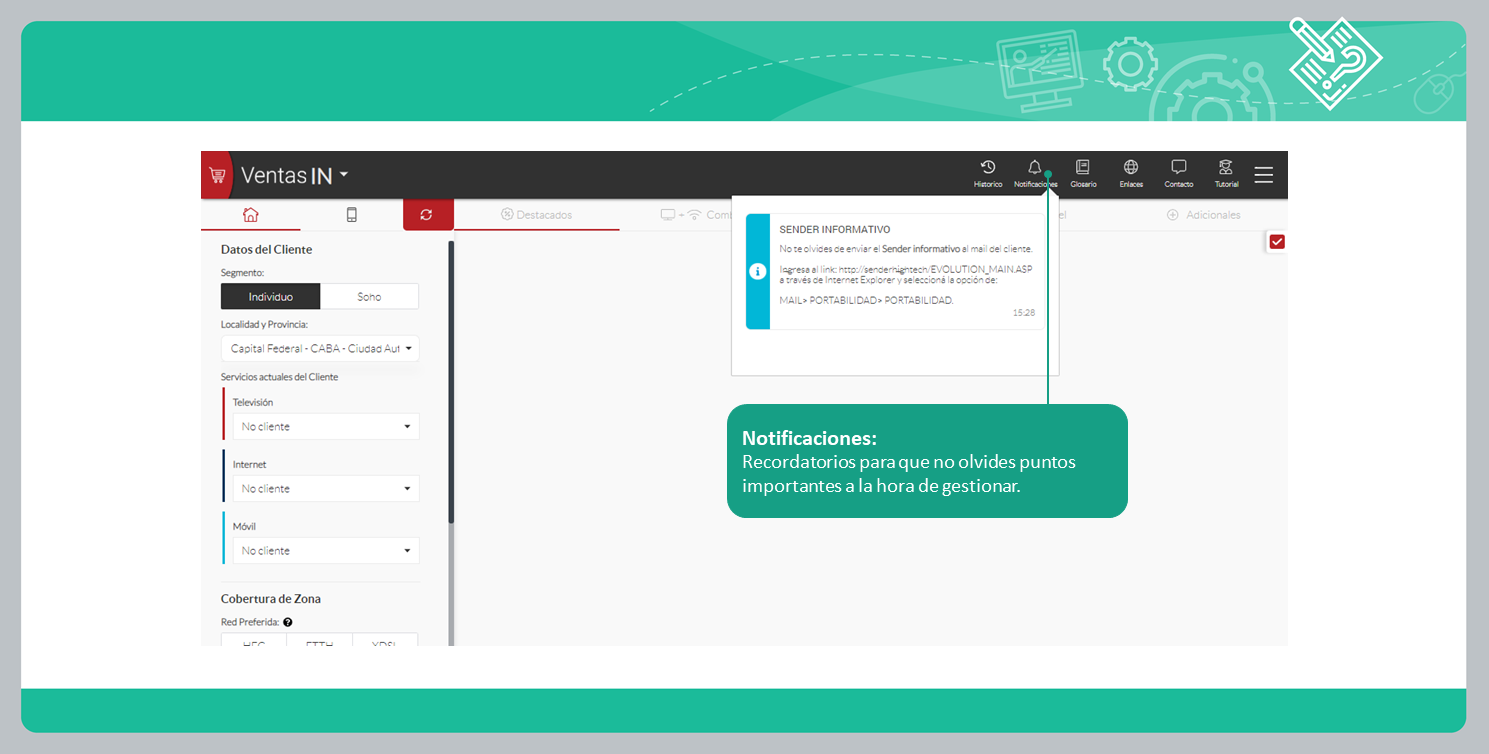 Ventas IN
Historico
Notificaciones
Glosario
Enlaces
Contacto
Tutorial
Destacados
Adicionales
Datos del Cliente
Segmento:
Individuo
Soho
Localidad y Provincia:
Capital Federal - CABA - Ciudad Aut
Servicios actuales del Cliente
Televisión
No cliente
Internet
No cliente
Móvil
No cliente
Cobertura de Zona
Red Preferida:
HFC
FTTH
XDSL
SENDER INFORMATIVO
No te olvides de enviar el Sender informativo al mail del cliente.
Ingresa al link: http://senderhightech/EVOLUTION_MAIN.ASP
a través de Internet Explorer y seleccioná la opción de:
MAIL> PORTABILIDAD> PORTABILIDAD.
15:28
Notificaciones:
Recordatorios para que no olvides puntos
importantes a la hora de gestionar.